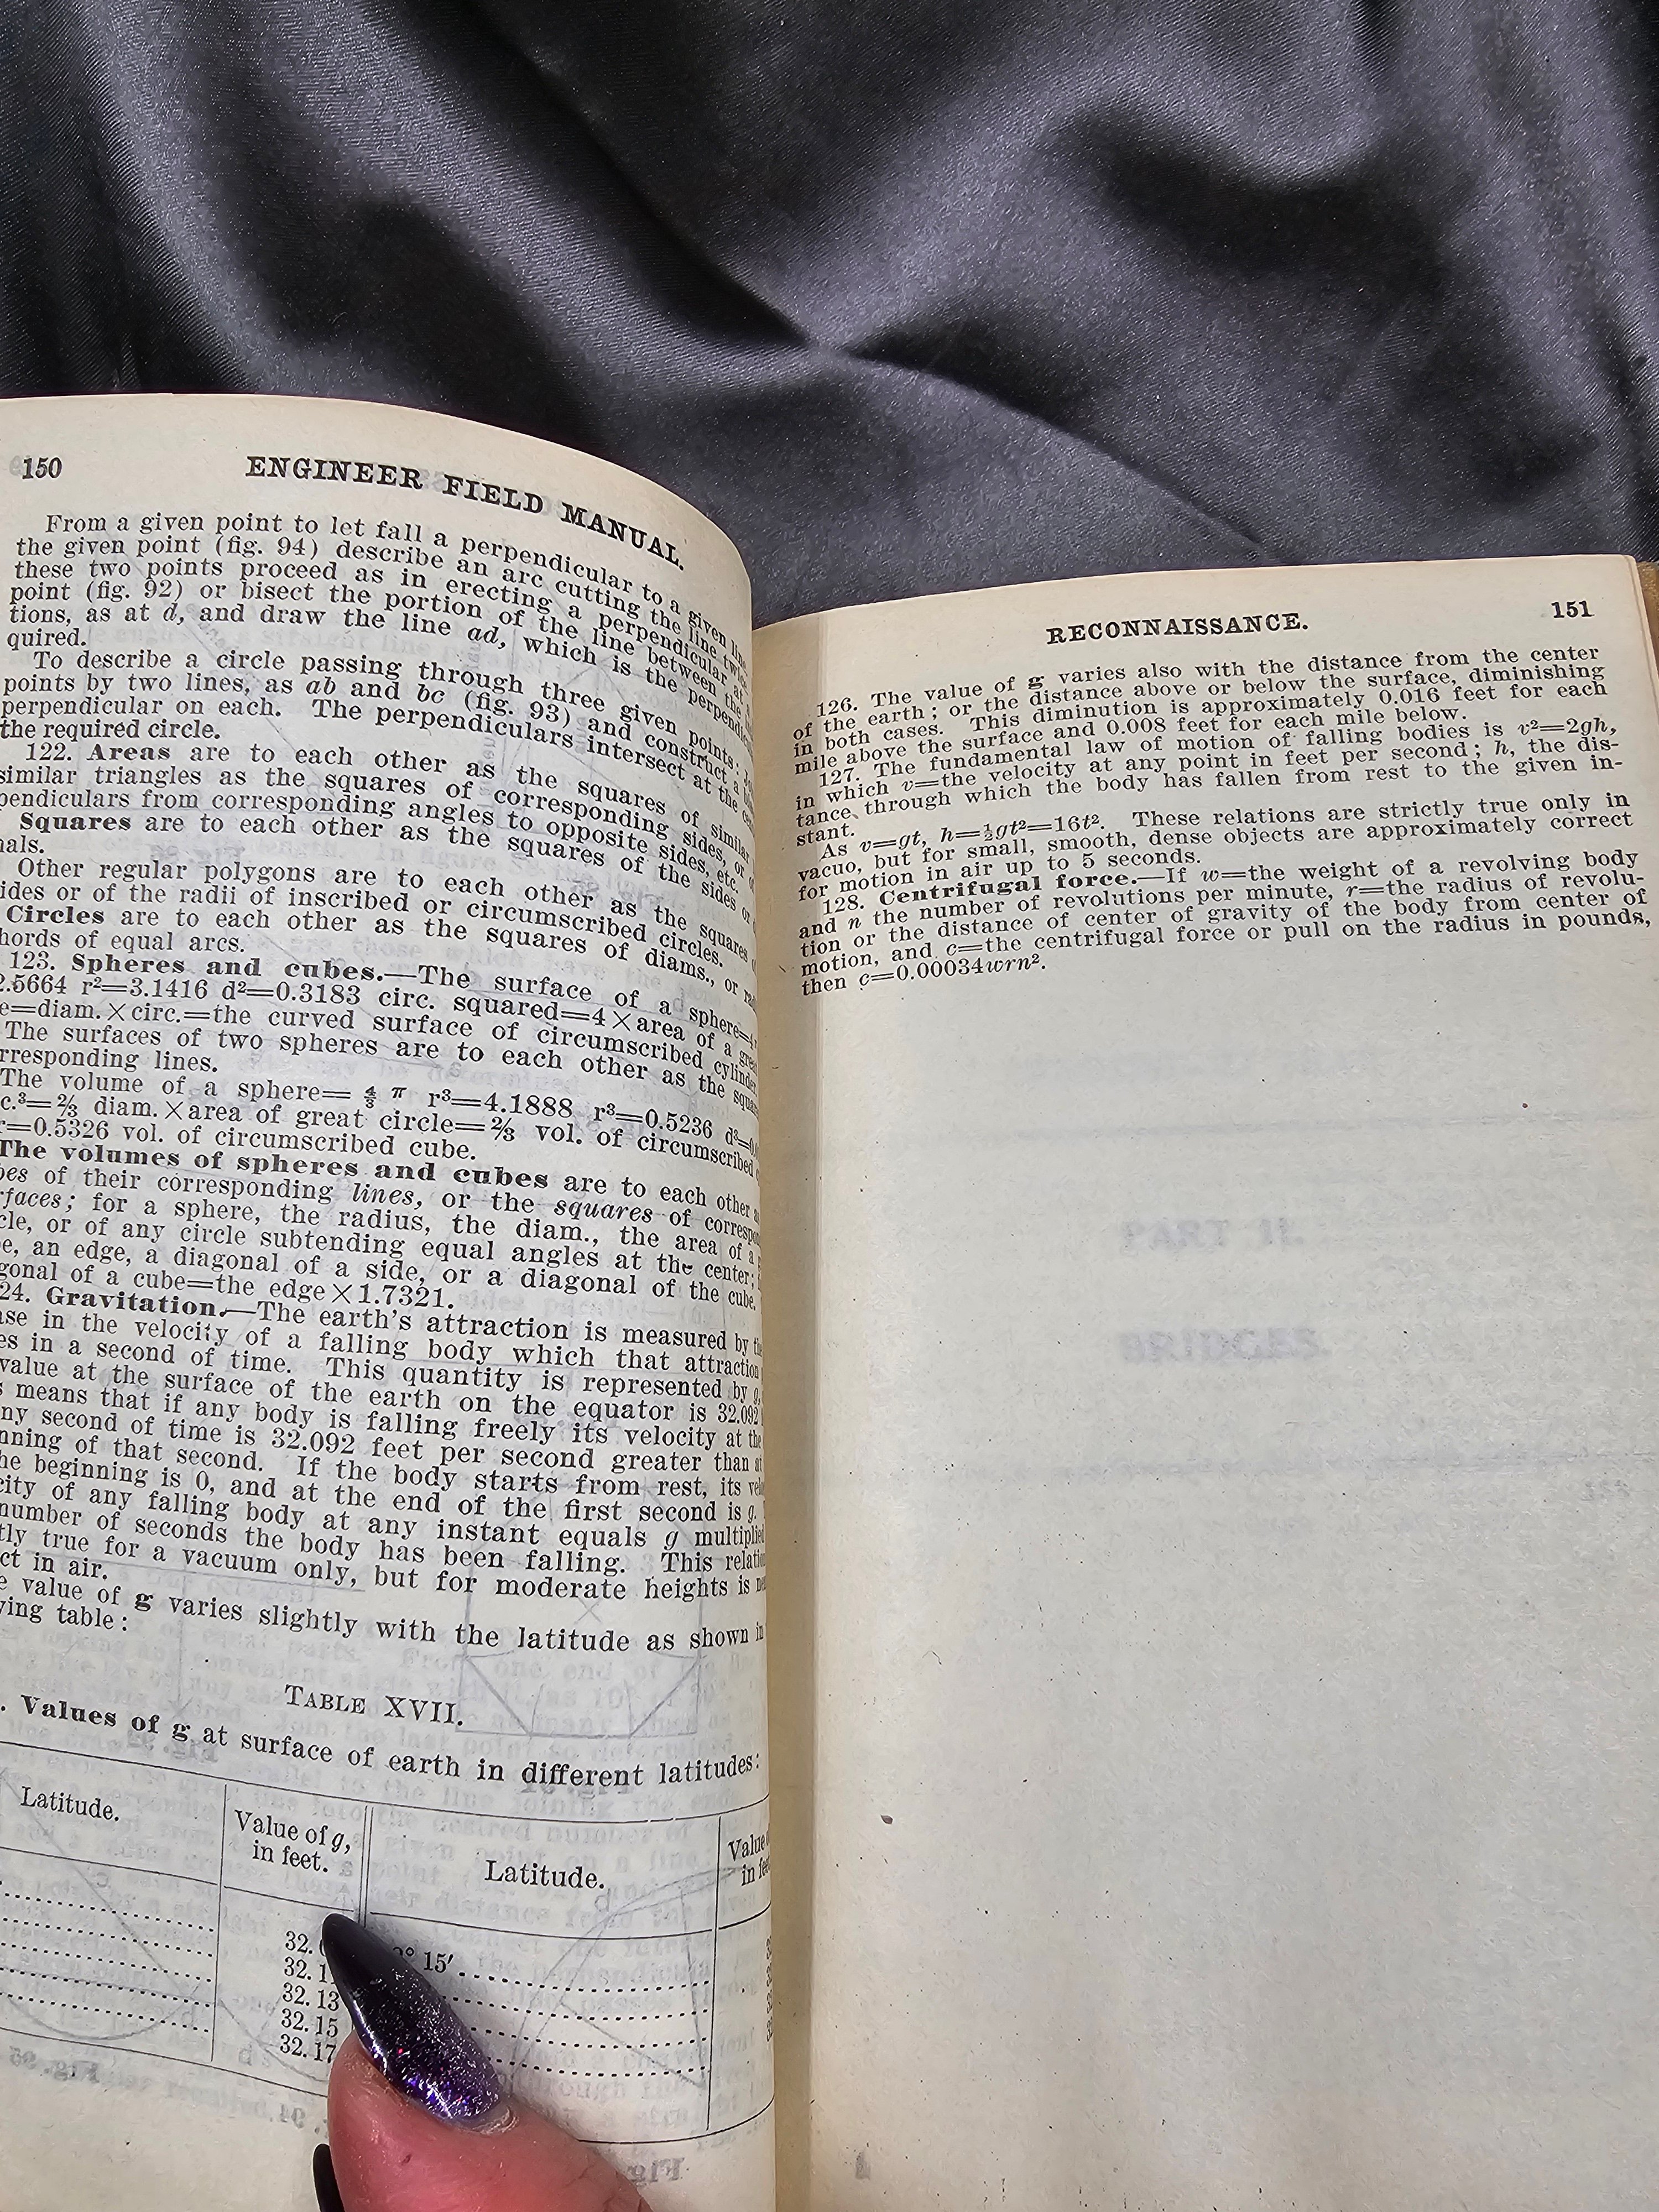 150
ENGINEER FIELD MANUAL.
From a given point to let fall a perpendicular to a given line
the given point (fig. 94) describe an arc cutting the line
these two points proceed as in erecting a perpendicular at
point (fig. 92) or bisect the portion of the line between the
tions, as at d, and draw the line ad, which is the
quired.
To describe a circle passing through three given points:
points by two lines, as ab and bc (fig. 93) and construct a
perpendicular on each. The perpendiculars intersect at the
the required circle.
122. Areas are to each other as the squares of
similar triangles as the squares of corresponding sides, or
from corresponding angles to opposite sides, etc.
Squares are to each other as the squares of the sides or
Other regular polygons are to each other as the squares
or of the radii of inscribed or circumscribed circles.
Circles are to each other as the squares of diams., or
of equal arcs.
123. Spheres and cubes.—The surface of a sphere=
r²=3.1416 d²=0.3183 circ. squared=4×area of a
=diam.×circ.=the curved surface of circumscribed
The surfaces of two spheres are to each other as the
lines.
The volume of a sphere= 4/3 π r³=4.1888 r³=0.5236 d³=
c.³=⅔ diam.×area of great circle=⅔ vol. of circumscribed
=0.5326 vol. of circumscribed cube.
The volumes of spheres and cubes are to each other
of their corresponding lines, or the squares of
for a sphere, the radius, the diam., the area of a
or of any circle subtending equal angles at the center;
an edge, a diagonal of a side, or a diagonal of the cube.
of a cube=the edge×1.7321.
24. Gravitation.—The earth's attraction is measured by
in the velocity of a falling body which that attraction
in a second of time. This quantity is represented by g,
value at the surface of the earth on the equator is 32.092
means that if any body is falling freely its velocity at the
second of time is 32.092 feet per second greater than at
of that second. If the body starts from rest, its
beginning is 0, and at the end of the first second is g.
of any falling body at any instant equals g
number of seconds the body has been falling. This
true for a vacuum only, but for moderate heights is
in air.
value of g varies slightly with the latitude as shown in
table:
TABLE XVII.
Values of g at surface of earth in different latitudes:
Latitude. Value of g, in feet. Latitude. Value in
32. 15′
32.1
32.13
32.15
32.17
RECONNAISSANCE.
151
126. The value of g varies also with the distance from the center
of the earth; or the distance above or below the surface, diminishing
in both cases. This diminution is approximately 0.016 feet for each
mile above the surface and 0.008 feet for each mile below.
127. The fundamental law of motion of falling bodies is v²=2gh,
in which v=the velocity at any point in feet per second; h, the dis-
tance through which the body has fallen from rest to the given in-
stant.
As v=gt, h=½gt²=16t². These relations are strictly true only in
vacuo, but for small, smooth, dense objects are approximately correct
for motion in air up to 5 seconds.
128. Centrifugal force.—If w=the weight of a revolving body
and n the number of revolutions per minute, r=the radius of revolu-
tion or the distance of center of gravity of the body from center of
motion, and c=the centrifugal force or pull on the radius in pounds,
then c=0.00034wrn².